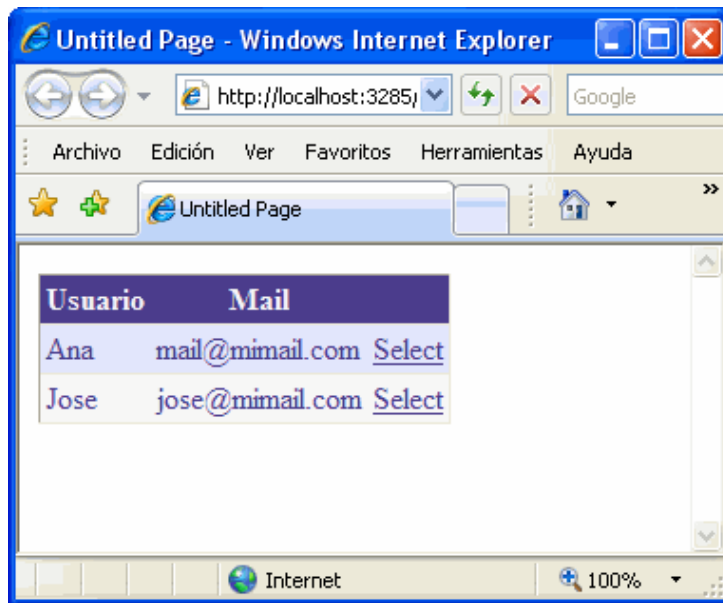 Untitled Page - Windows Internet Explorer
http://localhost:3285/
Google
Archivo Edición Ver Favoritos Herramientas Ayuda
Untitled Page »
Usuario Mail
Ana mail@mimail.com Select
Jose jose@mimail.com Select
Internet 100%